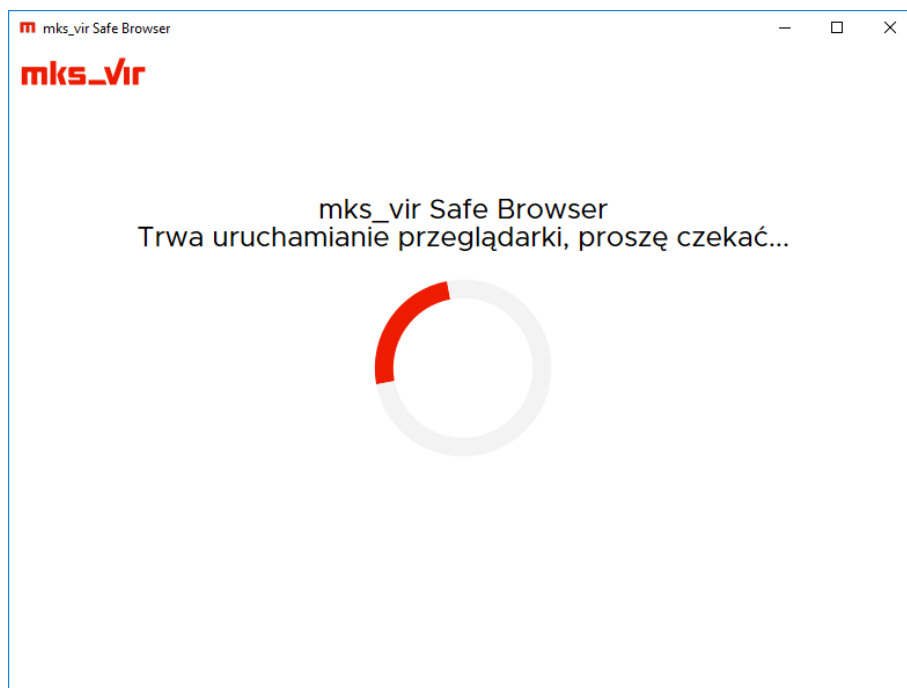 mks_vir Safe Browser
mks_vir
mks_vir Safe Browser
Trwa uruchamianie przeglądarki, proszę czekać...